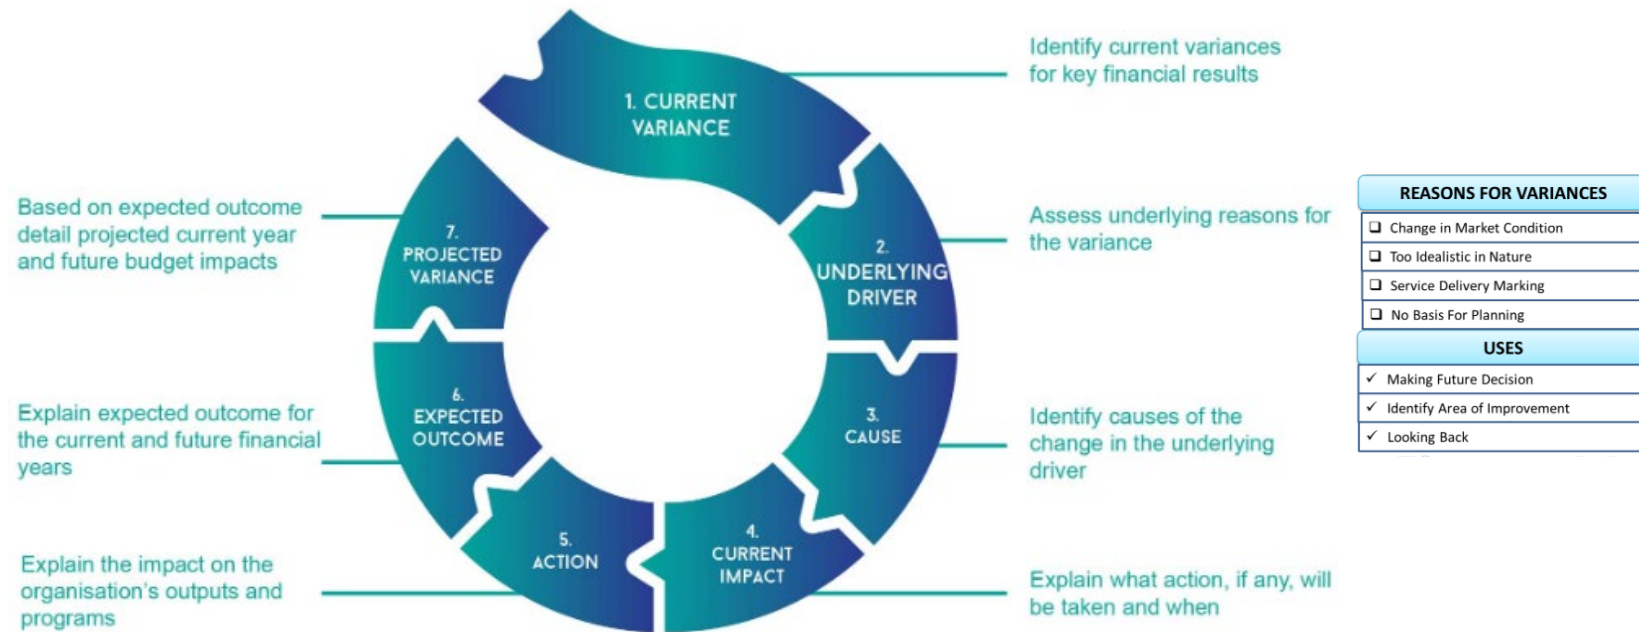 1. CURRENT
VARIANCE
Identify current variances
for key financial results
2.
UNDERLYING
DRIVER
Assess underlying reasons for
the variance
3.
CAUSE
Identify causes of the
change in the underlying
driver
4.
CURRENT
IMPACT
Explain what action, if any, will
be taken and when
5.
ACTION
Explain the impact on the
organisation's outputs and
programs
6.
EXPECTED
OUTCOME
Explain expected outcome for
the current and future financial
years
7.
PROJECTED
VARIANCE
Based on expected outcome
detail projected current year
and future budget impacts
REASONS FOR VARIANCES
Change in Market Condition
Too Idealistic in Nature
Service Delivery Marking
No Basis For Planning
USES
Making Future Decision
Identify Area of Improvement
Looking Back